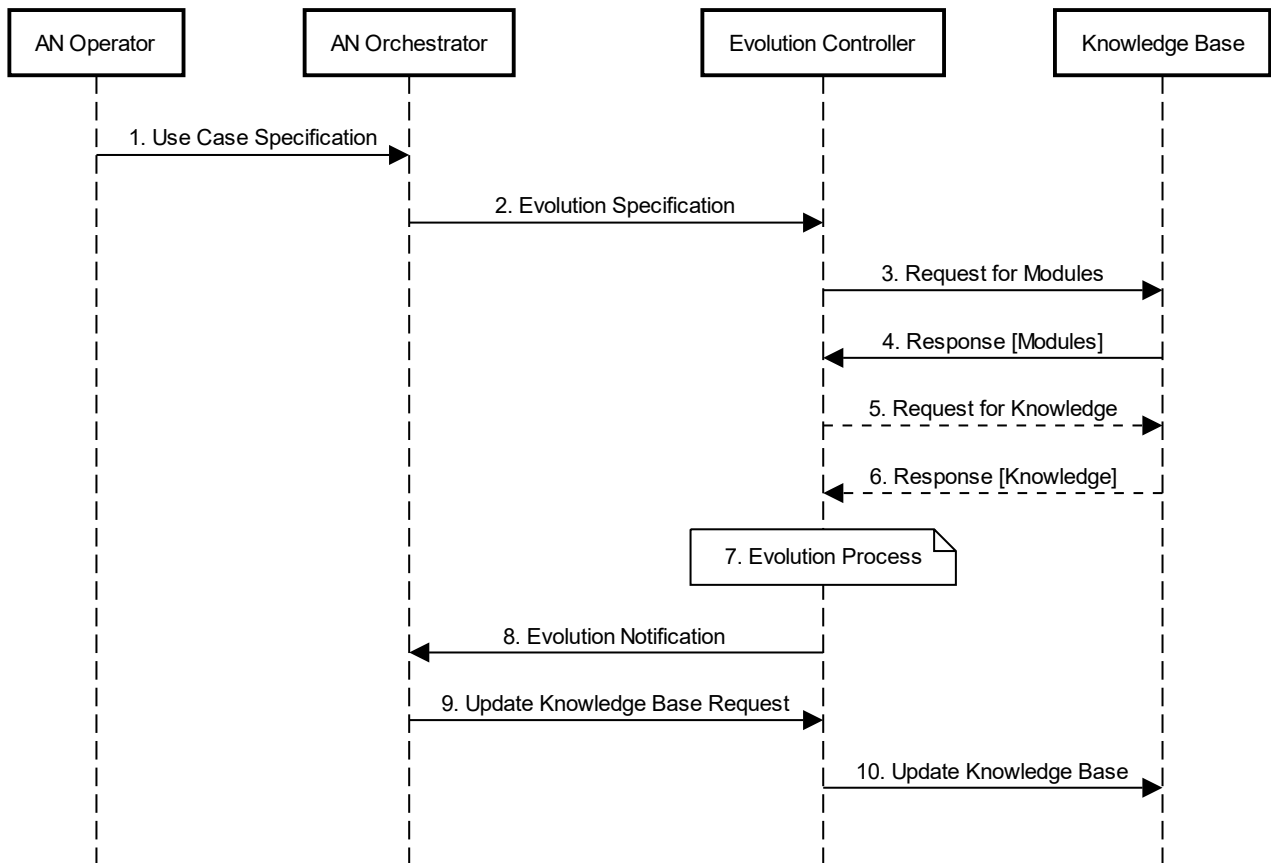 AN Operator
AN Orchestrator
Evolution Controller
Knowledge Base
1. Use Case Specification
2. Evolution Specification
3. Request for Modules
4. Response [Modules]
5. Request for Knowledge
6. Response [Knowledge]
7. Evolution Process
8. Evolution Notification
9. Update Knowledge Base Request
10. Update Knowledge Base